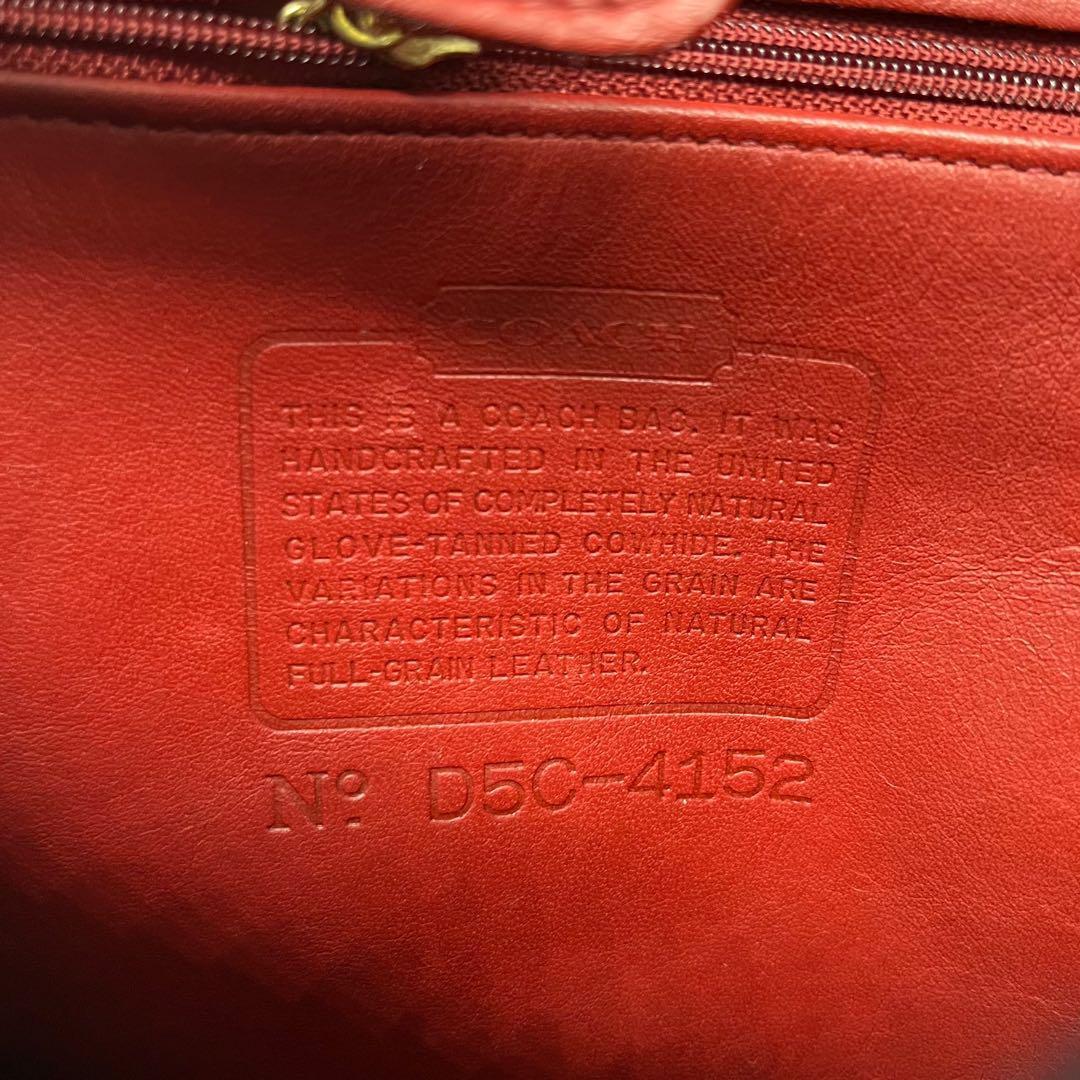 COACH
THIS IS A COACH BAG. IT WAS
HANDCRAFTED IN THE UNITED
STATES OF COMPLETELY NATURAL
GLOVE-TANNED COWHIDE. THE
VARIATIONS IN THE GRAIN ARE
CHARACTERISTIC OF NATURAL
FULL-GRAIN LEATHER.
Nº D5C-4152